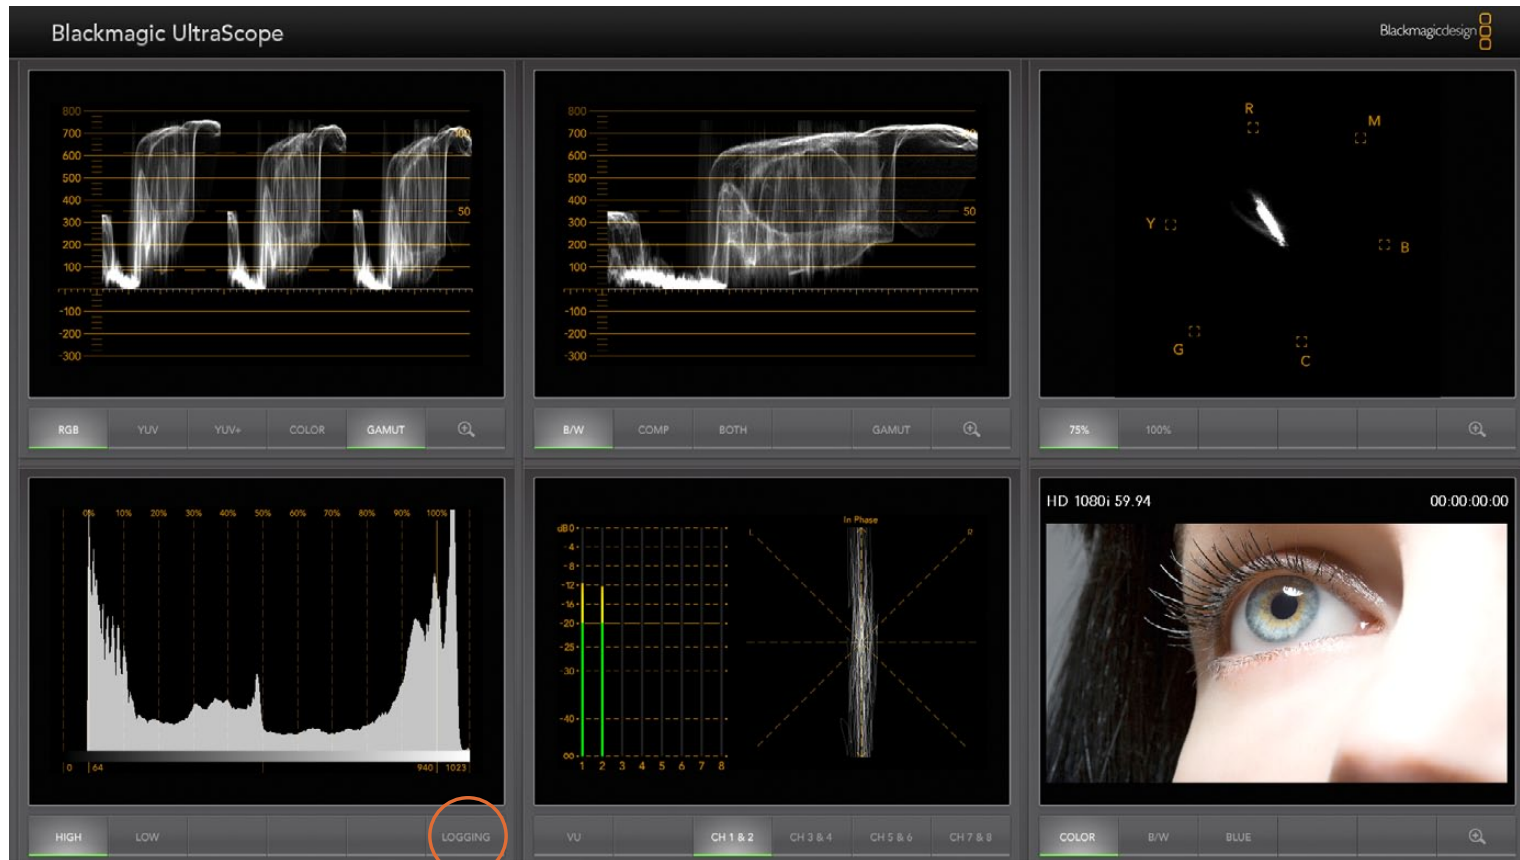 Blackmagic UltraScope
Blackmagicdesign
800
700
600
500
400
300
200
100
-100
-200
-300
100
50
800
700
600
500
400
300
200
100
-100
-200
-300
50
R
M
Y
B
G
C
RGB YUV YUV+ COLOR GAMUT
B/W COMP BOTH GAMUT
75% 100%
0% 10% 20% 30% 40% 50% 60% 70% 80% 90% 100%
0 64 940 1023
dB0
-4
-8
-12
-16
-20
-25
-30
-40
∞
1 2 3 4 5 6 7 8
In Phase
L R
HD 1080i 59.94 00:00:00:00
HIGH LOW LOGGING
VU CH 1 & 2 CH 3 & 4 CH 5 & 6 CH 7 & 8
COLOR B/W BLUE